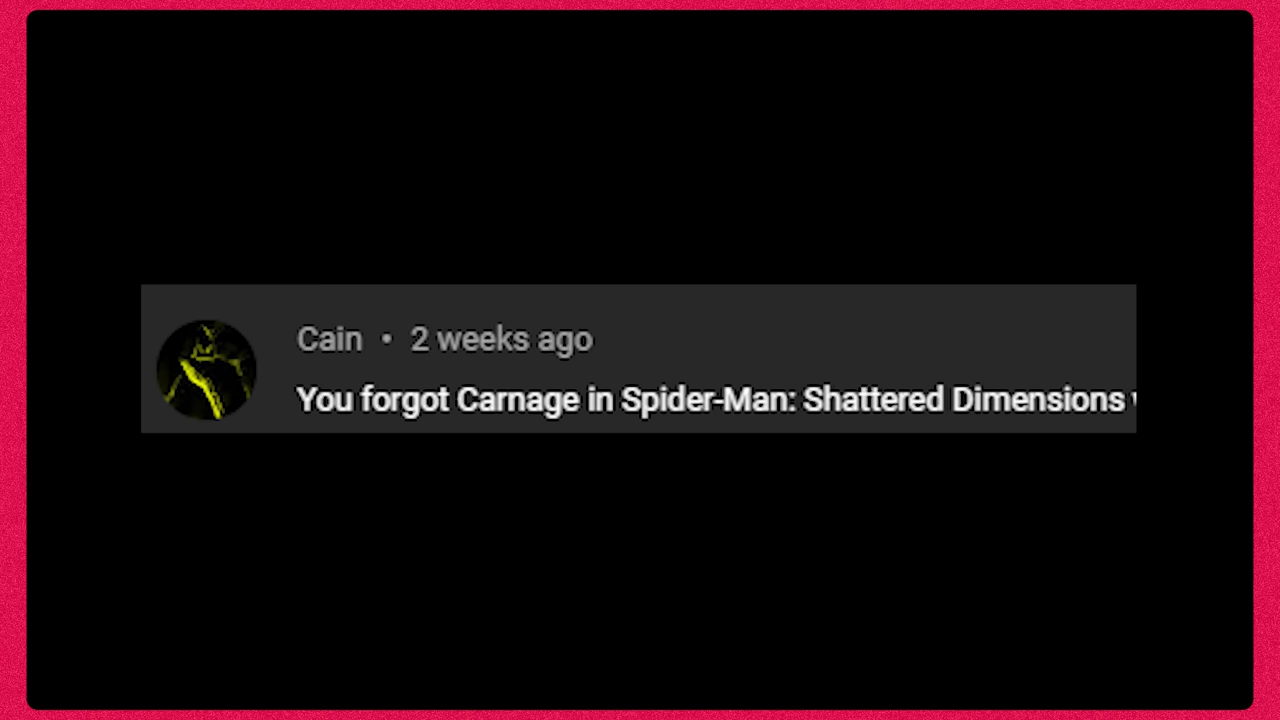 Cain • 2 weeks ago
You forgot Carnage in Spider-Man: Shattered Dimensions